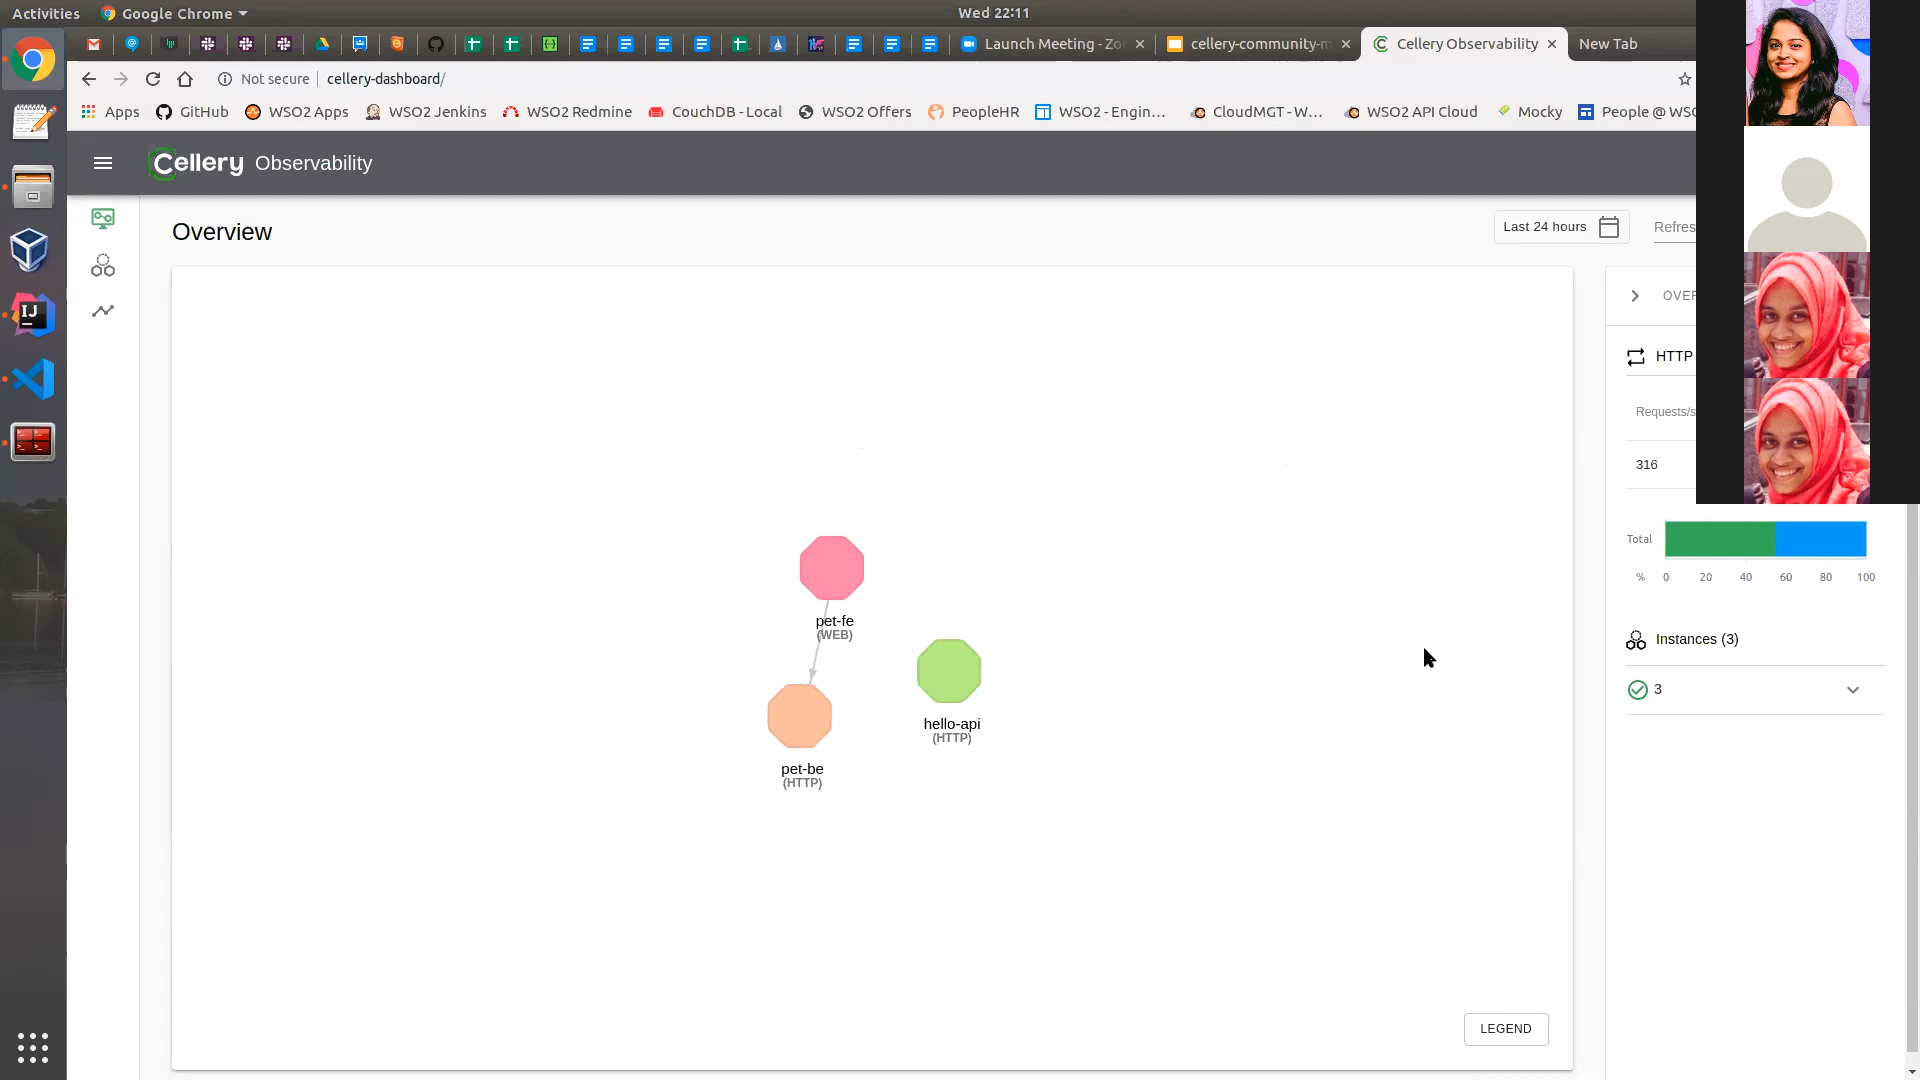 Activities Google Chrome Wed 22:11
Launch Meeting - Zo cellery-community-m Cellery Observability New Tab
Not secure cellery-dashboard/
Apps GitHub WSO2 Apps WSO2 Jenkins WSO2 Redmine CouchDB - Local WSO2 Offers PeopleHR WSO2 - Engin... CloudMGT - W... WSO2 API Cloud Mocky People @ WSO
Cellery Observability
Overview
Last 24 hours
Refres
OVER
HTTP
Requests/s
316
Total
% 0 20 40 60 80 100
Instances (3)
3
pet-fe
(WEB)
hello-api
(HTTP)
pet-be
(HTTP)
LEGEND